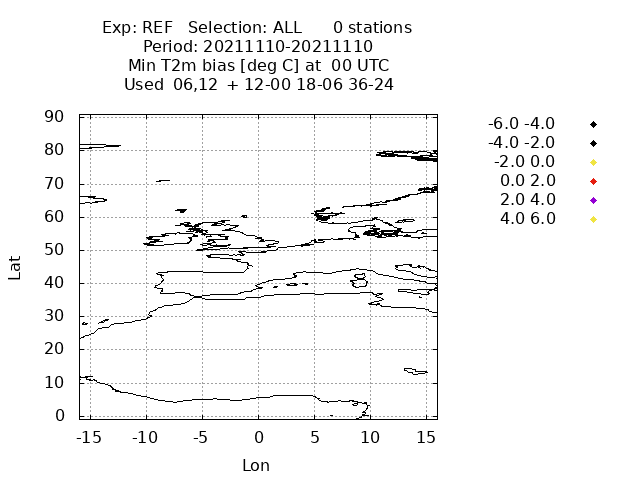 Exp: REF   Selection: ALL      0 stations
Period: 20211110-20211110
Min T2m bias [deg C] at  00 UTC
Used  06,12  + 12-00 18-06 36-24
-6.0 -4.0
-4.0 -2.0
-2.0 0.0
0.0 2.0
2.0 4.0
4.0 6.0
90
80
70
60
50
40
30
20
10
0
Lat
-15 -10 -5 0 5 10 15
Lon